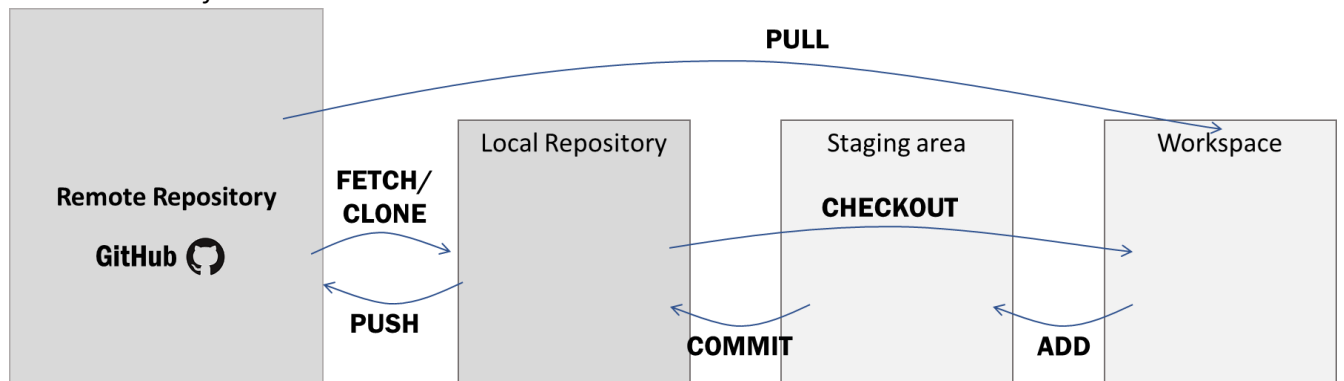 PULL
Local Repository
Staging area
Workspace
FETCH/
CLONE
Remote Repository
CHECKOUT
GitHub
PUSH
COMMIT
ADD